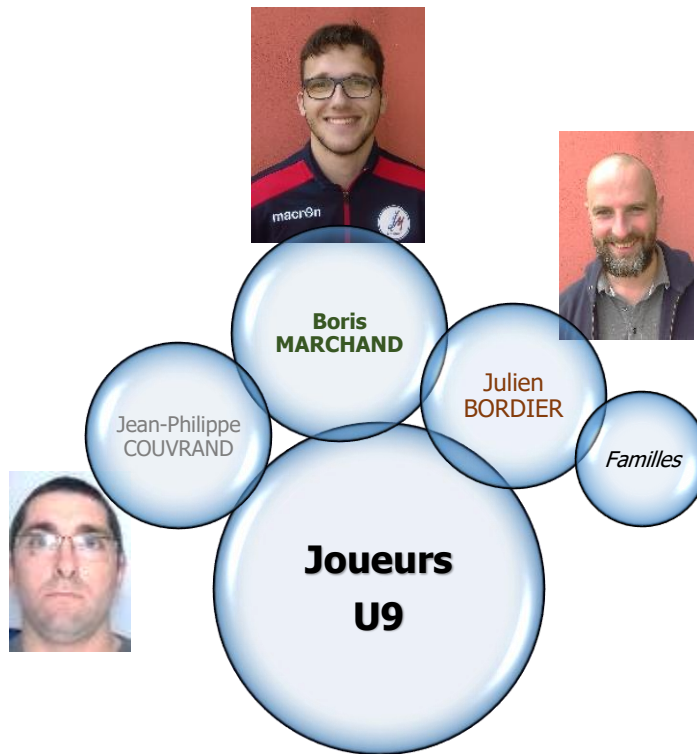 macron
Boris
MARCHAND
Julien
BORDIER
Jean-Philippe
COUVRAND
Familles
Joueurs
U9